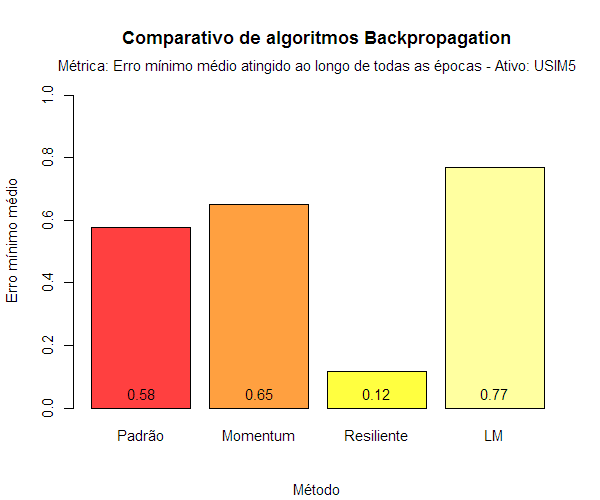 Comparativo de algoritmos Backpropagation
Métrica: Erro mínimo médio atingido ao longo de todas as épocas - Ativo: USIM5
Erro mínimo médio
1.0
0.8
0.6
0.4
0.2
0.0
0.58
0.65
0.12
0.77
Padrão
Momentum
Resiliente
LM
Método